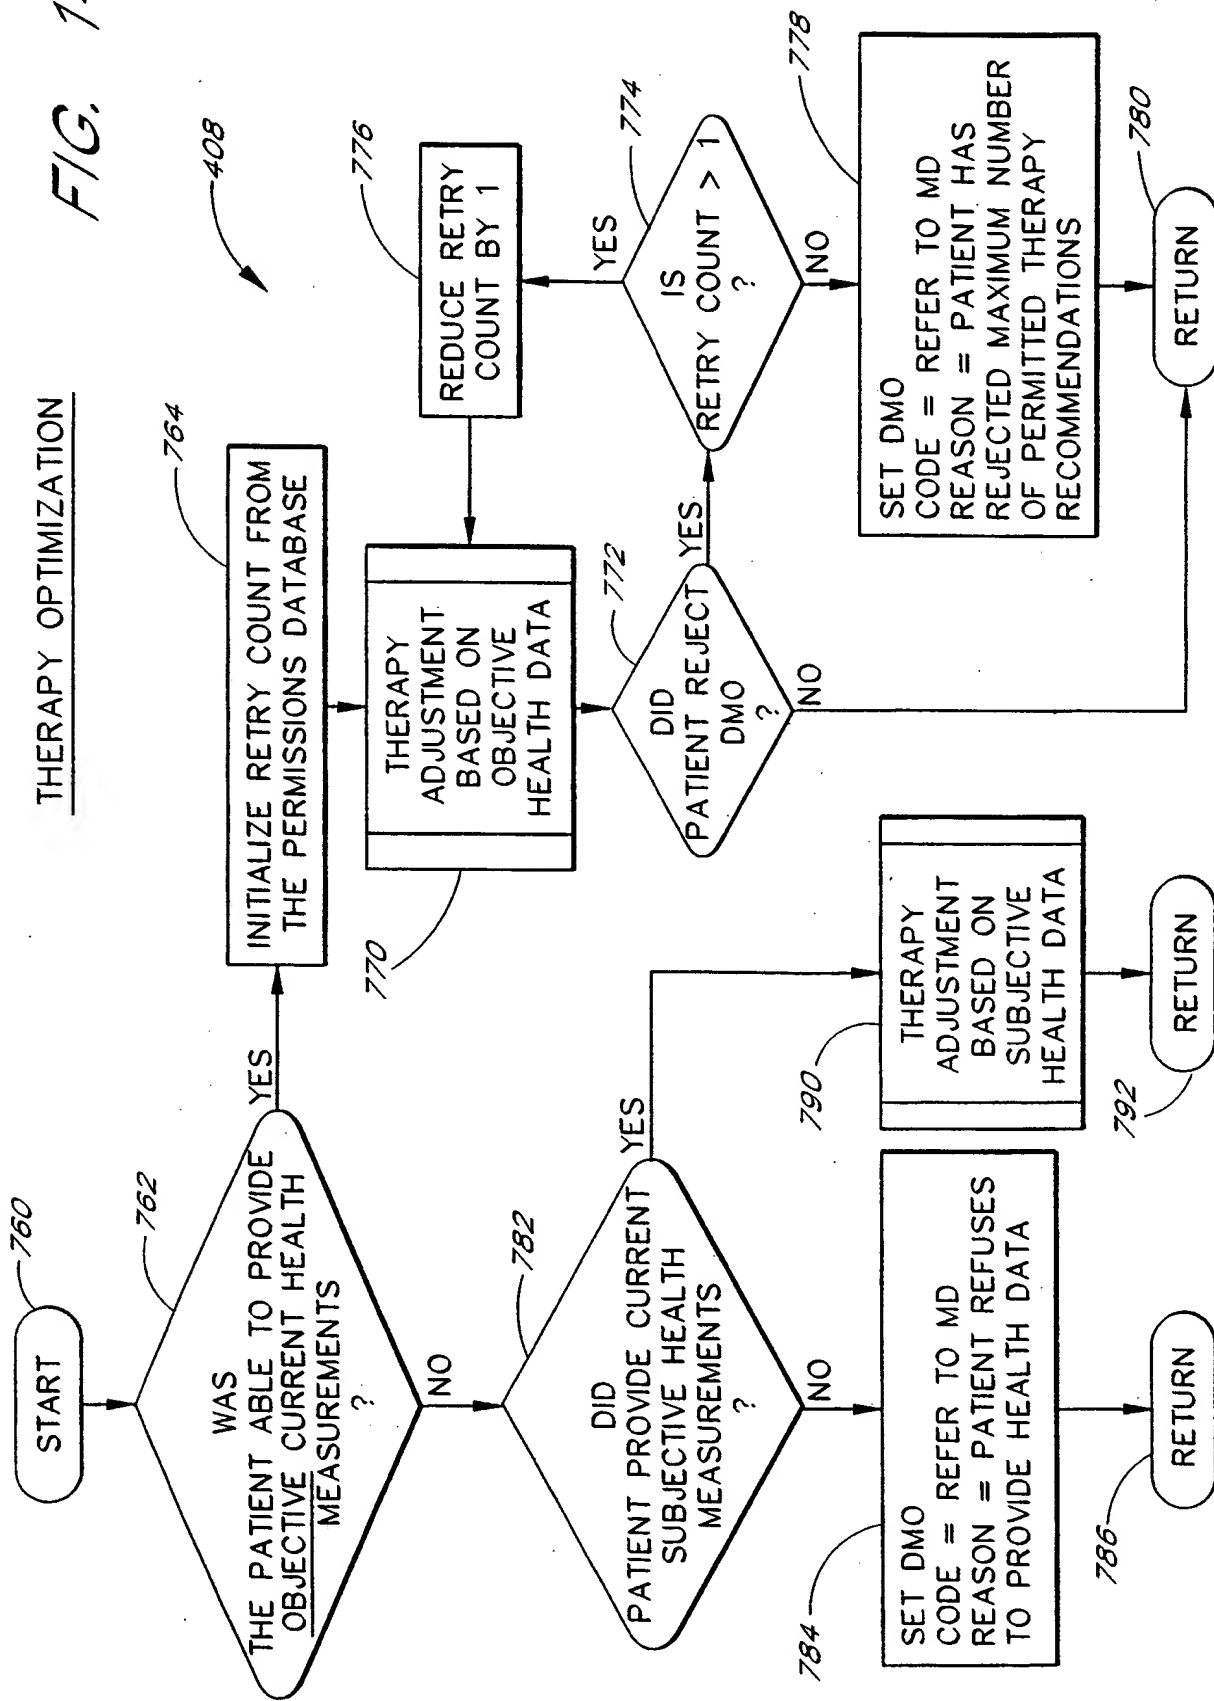 THERAPY OPTIMIZATION
FIG.
408
START
760
WAS
THE PATIENT ABLE TO PROVIDE
OBJECTIVE CURRENT HEALTH
MEASUREMENTS
?
762
YES
NO
INITIALIZE RETRY COUNT FROM
THE PERMISSIONS DATABASE
764
THERAPY
ADJUSTMENT
BASED ON
OBJECTIVE
HEALTH DATA
770
REDUCE RETRY
COUNT BY 1
776
DID
PATIENT REJECT
DMO
?
772
YES
NO
IS
RETRY COUNT > 1
?
774
YES
NO
SET DMO
CODE = REFER TO MD
REASON = PATIENT HAS
REJECTED MAXIMUM NUMBER
OF PERMITTED THERAPY
RECOMMENDATIONS
778
RETURN
780
DID
PATIENT PROVIDE CURRENT
SUBJECTIVE HEALTH
MEASUREMENTS
?
782
YES
NO
SET DMO
CODE = REFER TO MD
REASON = PATIENT REFUSES
TO PROVIDE HEALTH DATA
784
RETURN
786
THERAPY
ADJUSTMENT
BASED ON
SUBJECTIVE
HEALTH DATA
790
RETURN
792